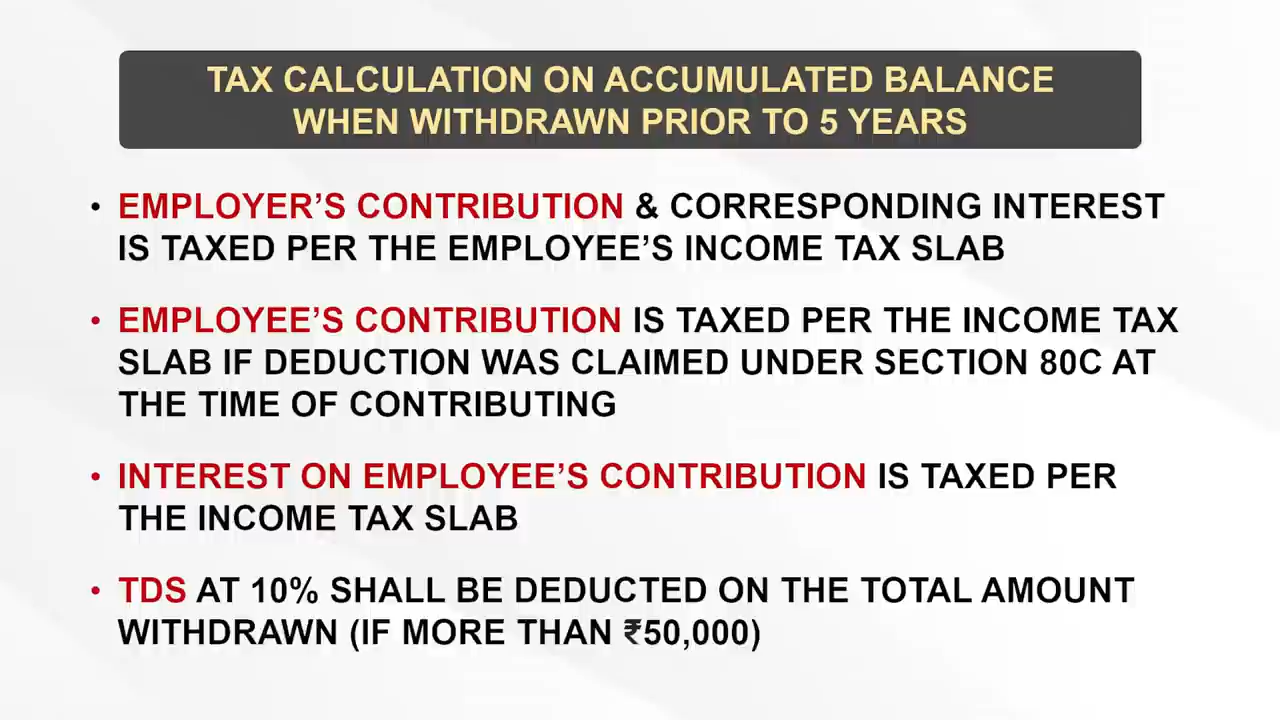 TAX CALCULATION ON ACCUMULATED BALANCE
WHEN WITHDRAWN PRIOR TO 5 YEARS
• EMPLOYER’S CONTRIBUTION & CORRESPONDING INTEREST
IS TAXED PER THE EMPLOYEE’S INCOME TAX SLAB
• EMPLOYEE’S CONTRIBUTION IS TAXED PER THE INCOME TAX
SLAB IF DEDUCTION WAS CLAIMED UNDER SECTION 80C AT
THE TIME OF CONTRIBUTING
• INTEREST ON EMPLOYEE’S CONTRIBUTION IS TAXED PER
THE INCOME TAX SLAB
• TDS AT 10% SHALL BE DEDUCTED ON THE TOTAL AMOUNT
WITHDRAWN (IF MORE THAN ₹50,000)